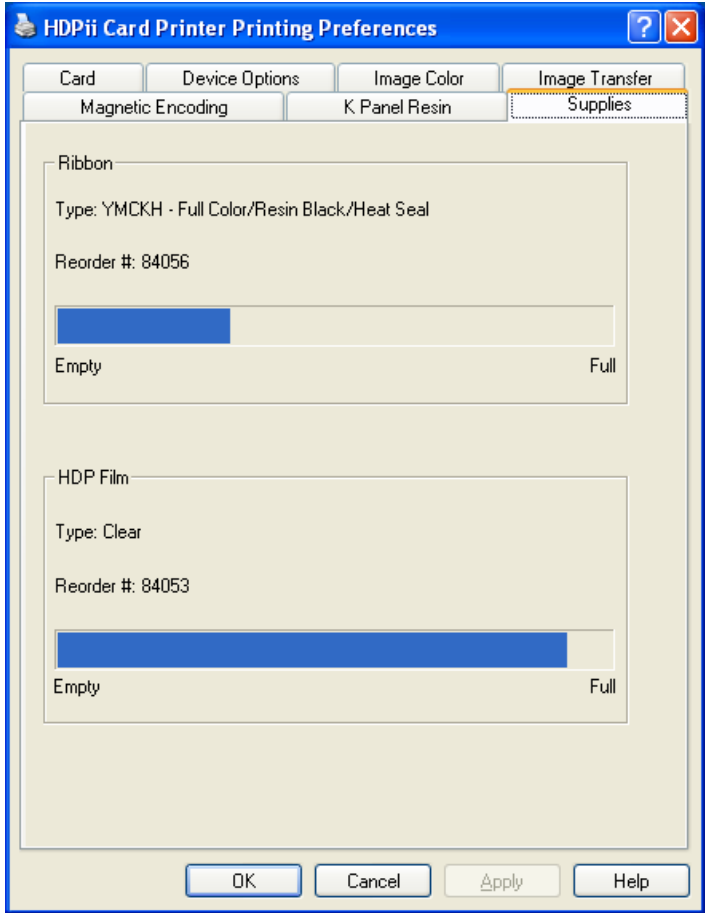 HDPii Card Printer Printing Preferences
Card
Device Options
Image Color
Image Transfer
Magnetic Encoding
K Panel Resin
Supplies
Ribbon
Type: YMCKH - Full Color/Resin Black/Heat Seal
Reorder #: 84056
Empty
Full
HDP Film
Type: Clear
Reorder #: 84053
Empty
Full
OK
Cancel
Apply
Help